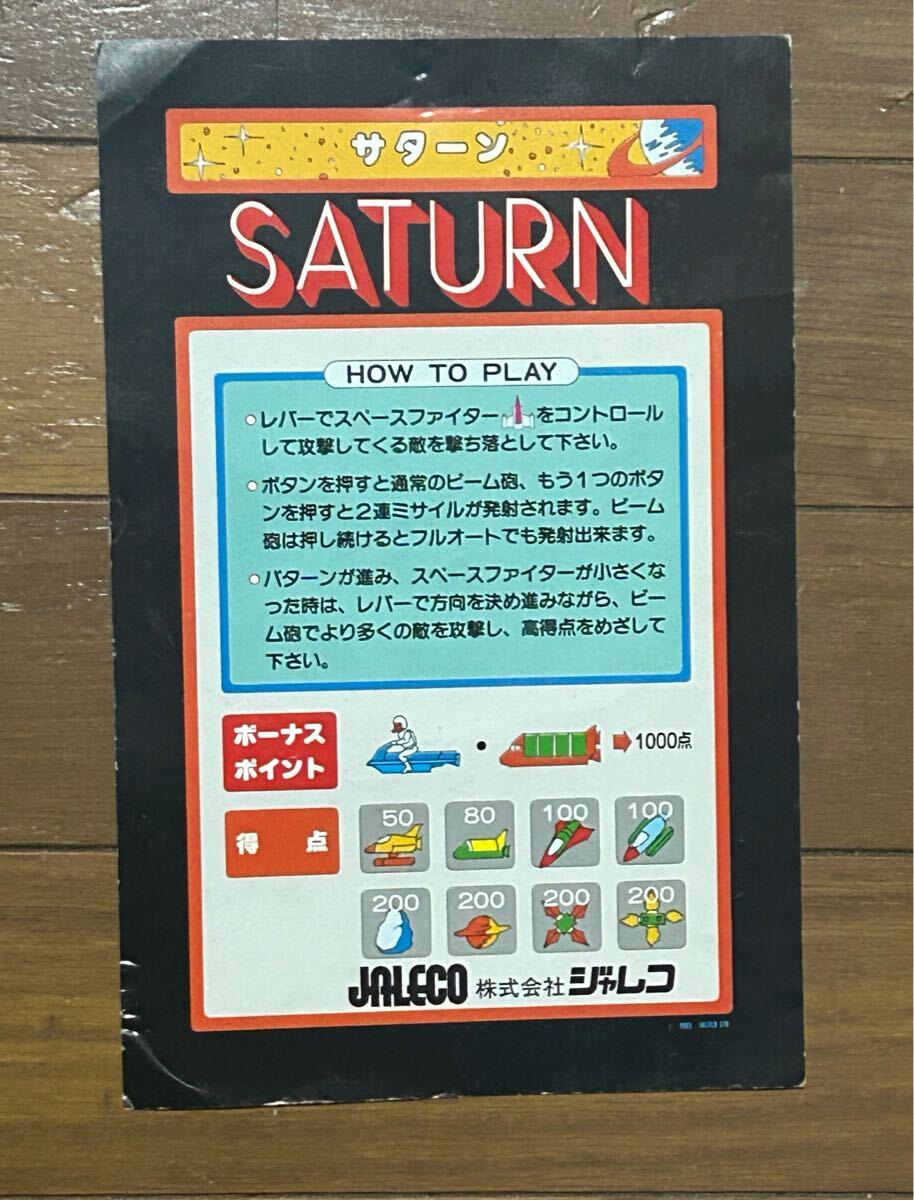 サターン
SATURN
HOW TO PLAY
レバーでスペースファイターをコントロール
して攻撃してくる敵を撃ち落として下さい。
ボタンを押すと通常のビーム砲、もう1つのボタ
ンを押すと2連ミサイルが発射されます。ビーム
砲は押し続けるとフルオートでも発射出来ます。
パターンが進み、スペースファイターが小さくな
った時は、レバーで方向を決め進みながら、ビー
ム砲でより多くの敵を攻撃し、高得点をめざして
下さい。
ボーナス
ポイント
・
1000点
得 点
50 80 100 100
200 200 200 200
JALECO 株式会社ジャレコ